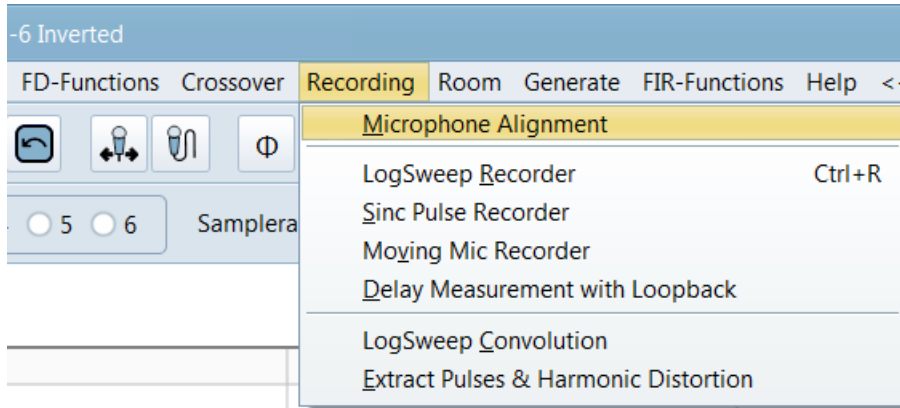 -6 Inverted
FD-Functions Crossover Recording Room Generate FIR-Functions Help <-
Microphone Alignment
Φ
LogSweep Recorder Ctrl+R
Sinc Pulse Recorder
5 6 Samplera
Moving Mic Recorder
Delay Measurement with Loopback
LogSweep Convolution
Extract Pulses & Harmonic Distortion